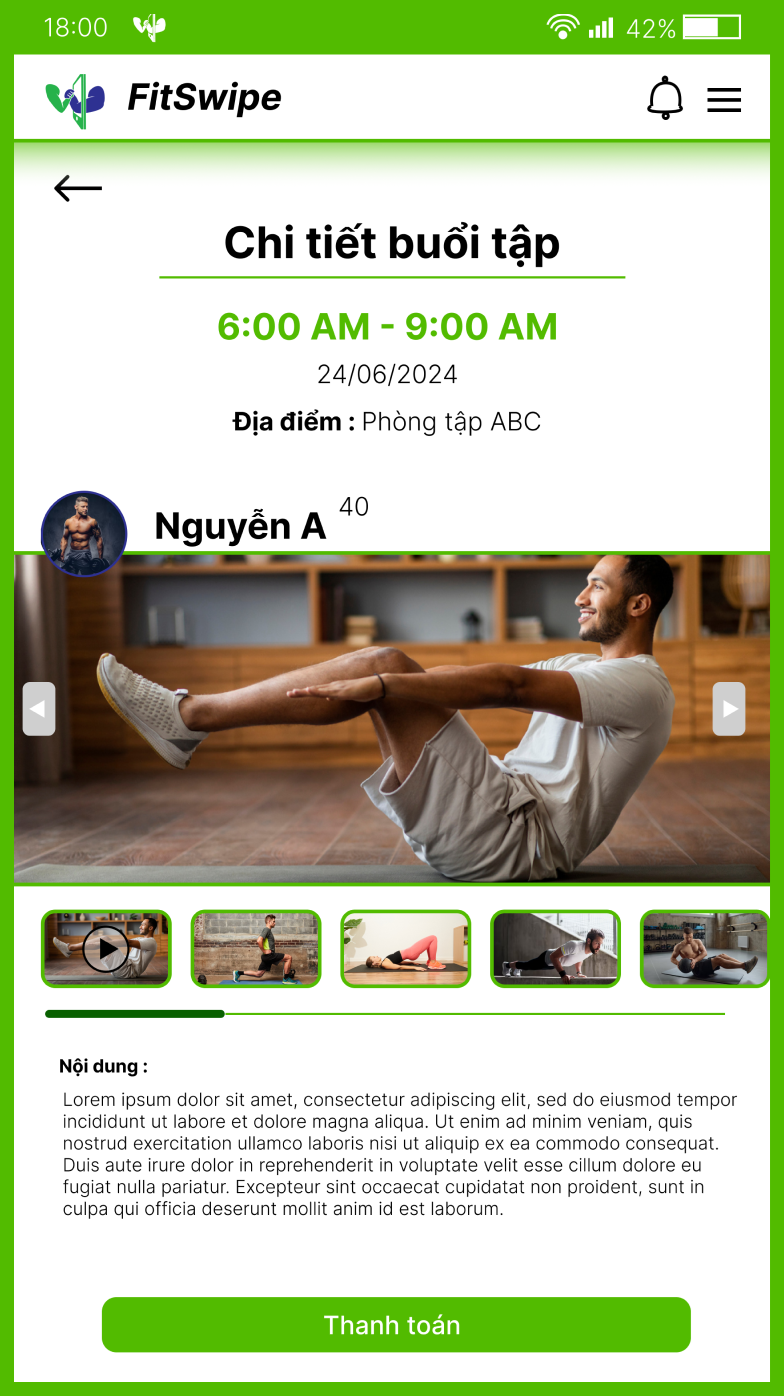 18:00
42%
FitSwipe
Chi tiết buổi tập
6:00 AM - 9:00 AM
24/06/2024
Địa điểm : Phòng tập ABC
Nguyễn A 40
Nội dung :
Lorem ipsum dolor sit amet, consectetur adipiscing elit, sed do eiusmod tempor
incididunt ut labore et dolore magna aliqua. Ut enim ad minim veniam, quis
nostrud exercitation ullamco laboris nisi ut aliquip ex ea commodo consequat.
Duis aute irure dolor in reprehenderit in voluptate velit esse cillum dolore eu
fugiat nulla pariatur. Excepteur sint occaecat cupidatat non proident, sunt in
culpa qui officia deserunt mollit anim id est laborum.
Thanh toán